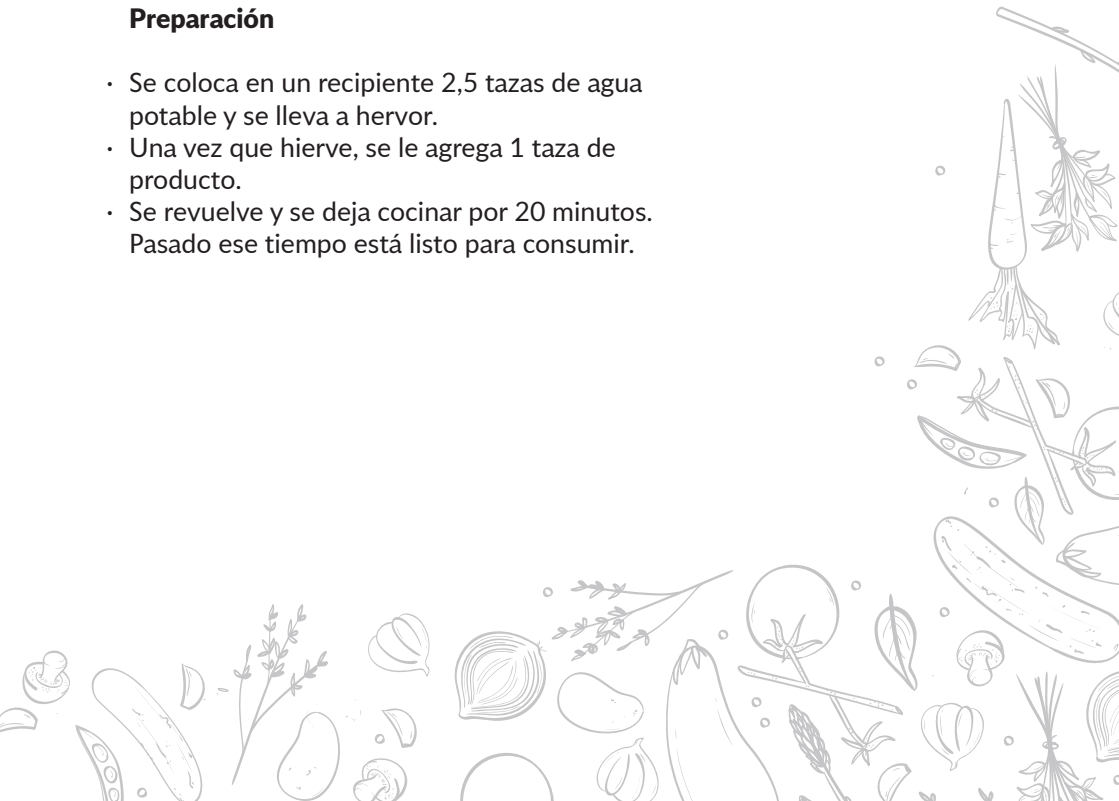 Preparación
· Se coloca en un recipiente 2,5 tazas de agua
potable y se lleva a hervor.
· Una vez que hierve, se le agrega 1 taza de
producto.
· Se revuelve y se deja cocinar por 20 minutos.
Pasado ese tiempo está listo para consumir.